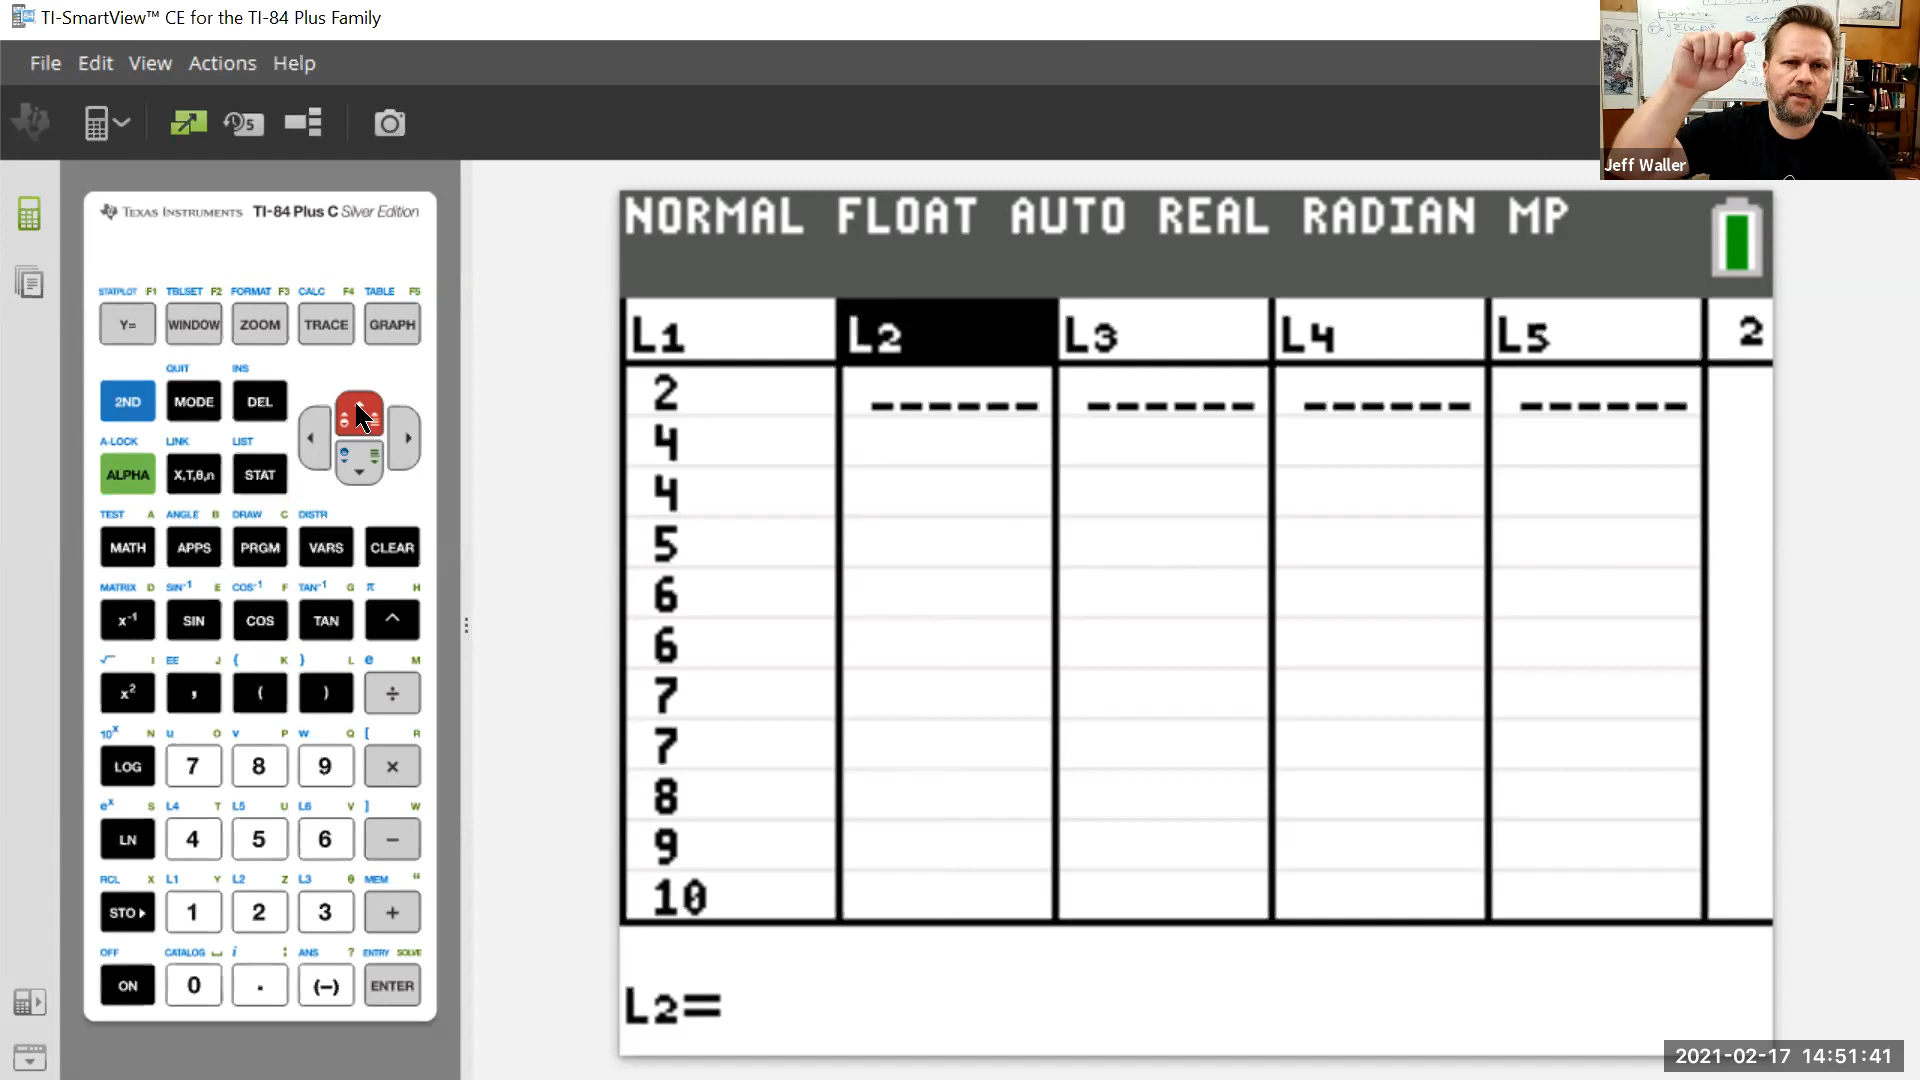 TI-SmartView™ CE for the TI-84 Plus Family
File Edit View Actions Help
Jeff Waller
TEXAS INSTRUMENTS TI-84 Plus C Silver Edition
STATPLOT F1 TBLSET F2 FORMAT F3 CALC F4 TABLE F5
Y= WINDOW ZOOM TRACE GRAPH
QUIT INS
2ND MODE DEL
A-LOCK LINK LIST
ALPHA X,T,θ,n STAT
TEST A ANGLE B DRAW C DISTR
MATH APPS PRGM VARS CLEAR
MATRIX D SIN⁻¹ E COS⁻¹ F TAN⁻¹ G π H
x⁻¹ SIN COS TAN ^
√ I EE J { K } L e M
x² , ( ) ÷
10ˣ N u O v P w Q [ R
LOG 7 8 9 ×
eˣ S L4 T L5 U L6 V ] W
LN 4 5 6 −
RCL X L1 Y L2 Z L3 θ MEM "
STO▸ 1 2 3 +
OFF CATALOG ⎵ i : ANS ? ENTRY SOLVE
ON 0 . (−) ENTER
NORMAL FLOAT AUTO REAL RADIAN MP
L1 L2 L3 L4 L5 2
2 ------ ------ ------ ------
4
4
5
6
6
7
7
8
9
10
L2=
2021-02-17 14:51:41